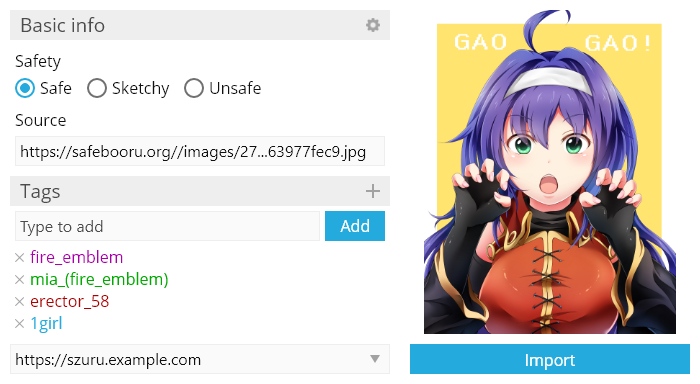 Basic info
Safety
Safe Sketchy Unsafe
Source
https://safebooru.org//images/27...63977fec9.jpg
Tags
Type to add Add
fire_emblem
mia_(fire_emblem)
erector_58
1girl
https://szuru.example.com
GAO GAO!
Import